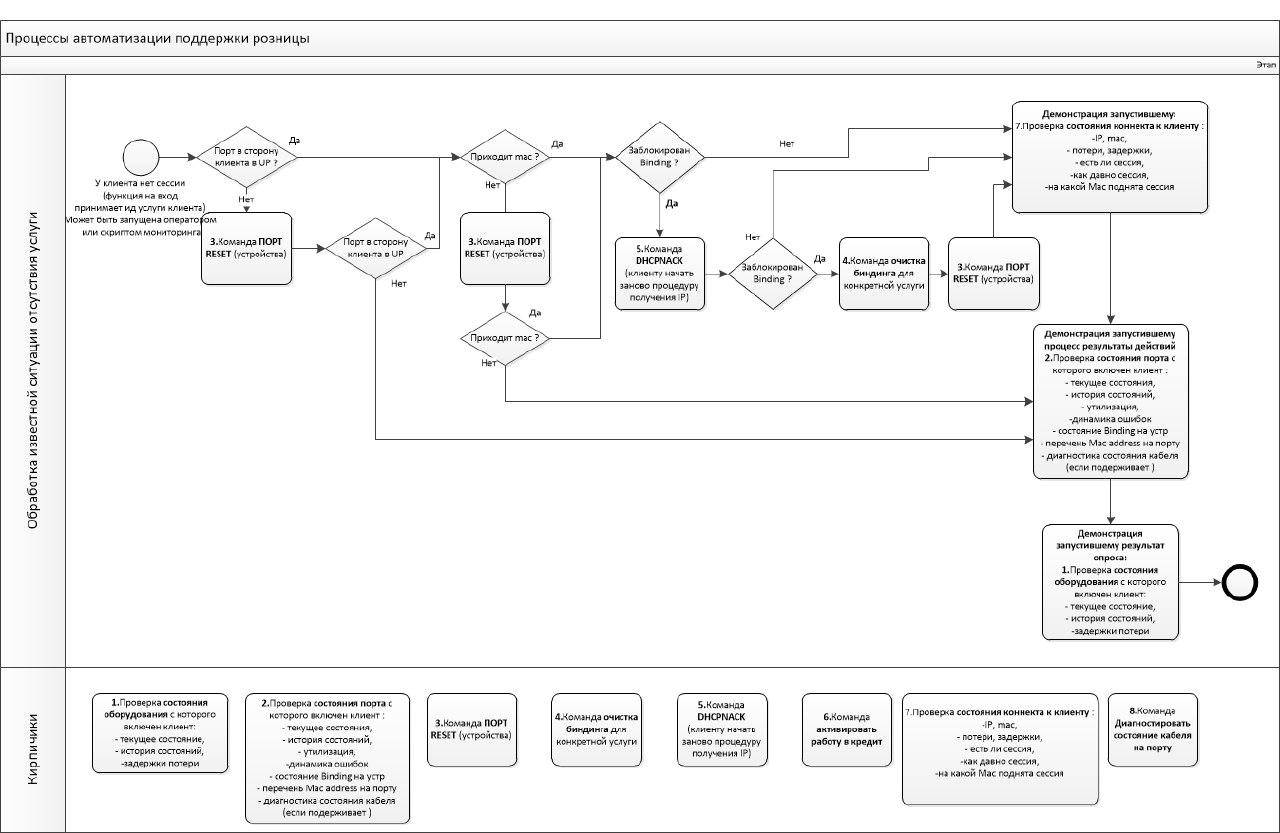 Процессы автоматизации поддержки розницы
Этап
Обработка известной ситуации отсутствия услуги
У клиента нет сессии
(функция на вход
принимает ид услуги клиента)
Может быть запущена оператором
или скриптом мониторинга
Порт в сторону
клиента в UP ?
Да
Нет
3.Команда ПОРТ
RESET (устройства)
Порт в сторону
клиента в UP
Да
Нет
Приходит mac ?
Да
Нет
3.Команда ПОРТ
RESET (устройства)
Приходит mac ?
Да
Нет
Заблокирован
Binding ?
Нет
Да
5.Команда
DHCPNACK
(клиенту начать
заново процедуру
получения IP)
Заблокирован
Binding ?
Нет
Да
4.Команда очистка
биндинга для
конкретной услуги
3.Команда ПОРТ
RESET (устройства)
Демонстрация запустившему:
7.Проверка состояния коннекта к клиенту :
-IP, mac,
- потери, задержки,
- есть ли сессия,
-как давно сессия,
-на какой Mac поднята сессия
Демонстрация запустившему
процесс результаты действий
2.Проверка состояния порта с
которого включен клиент :
- текущее состояния,
- история состояний,
- утилизация,
-динамика ошибок
- состояние Binding на устр
- перечень Mac address на порту
- диагностика состояния кабеля
(если подерживает )
Демонстрация
запустившему результат
опроса:
1.Проверка состояния
оборудования с которого
включен клиент:
- текущее состояние,
- история состояний,
-задержки потери
Кирпичики
1.Проверка состояния
оборудования с которого
включен клиент:
- текущее состояние,
- история состояний,
-задержки потери
2.Проверка состояния порта с
которого включен клиент :
- текущее состояния,
- история состояний,
- утилизация,
-динамика ошибок
- состояние Binding на устр
- перечень Mac address на порту
- диагностика состояния кабеля
(если подерживает )
3.Команда ПОРТ
RESET (устройства)
4.Команда очистка
биндинга для
конкретной услуги
5.Команда
DHCPNACK
(клиенту начать
заново процедуру
получения IP)
6.Команда
активировать
работу в кредит
7.Проверка состояния коннекта к клиенту :
-IP, mac,
- потери, задержки,
- есть ли сессия,
-как давно сессия,
-на какой Mac поднята сессия
8.Команда
Диагностировать
состояние кабеля
на порту